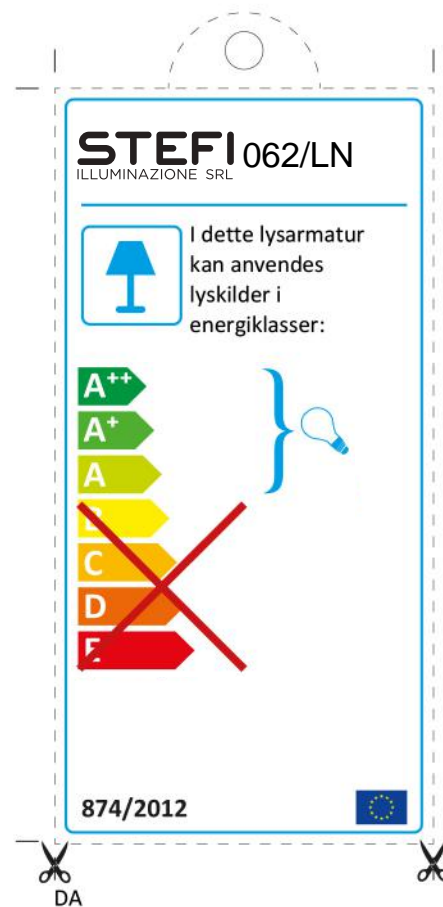 STEFI 062/LN
ILLUMINAZIONE SRL
I dette lysarmatur
kan anvendes
lyskilder i
energiklasser:
A++
A+
A
B
C
D
E
874/2012
DA